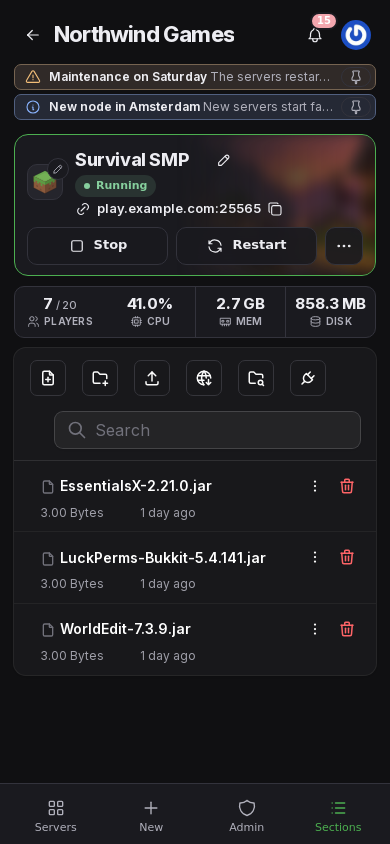 Northwind Games
15
Maintenance on Saturday The servers restar...
New node in Amsterdam New servers start fa...
Survival SMP
Running
play.example.com:25565
Stop
Restart
7 / 20
PLAYERS
41.0%
CPU
2.7 GB
MEM
858.3 MB
DISK
Search
EssentialsX-2.21.0.jar
3.00 Bytes 1 day ago
LuckPerms-Bukkit-5.4.141.jar
3.00 Bytes 1 day ago
WorldEdit-7.3.9.jar
3.00 Bytes 1 day ago
Servers
New
Admin
Sections